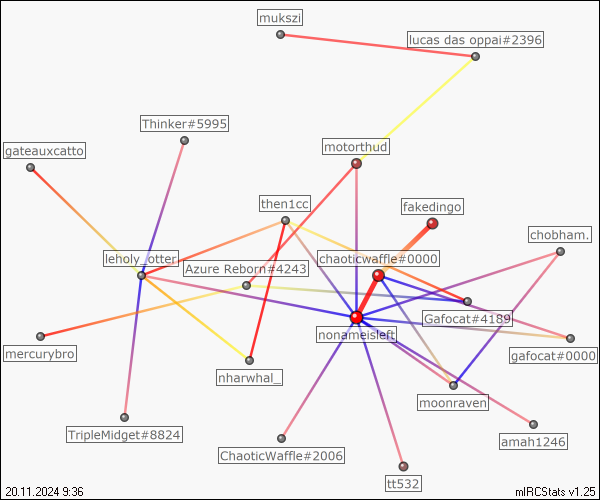 mukszi
lucas das oppai#2396
Thinker#5995
motorthud
gateauxcatto
then1cc
fakedingo
chobham.
leholy_otter
chaoticwaffle#0000
Azure Reborn#4243
Gafocat#4189
nonameisleft
mercurybro
gafocat#0000
nharwhal_
moonraven
TripleMidget#8824
amah1246
ChaoticWaffle#2006
tt532
20.11.2024 9:36
mIRCStats v1.25